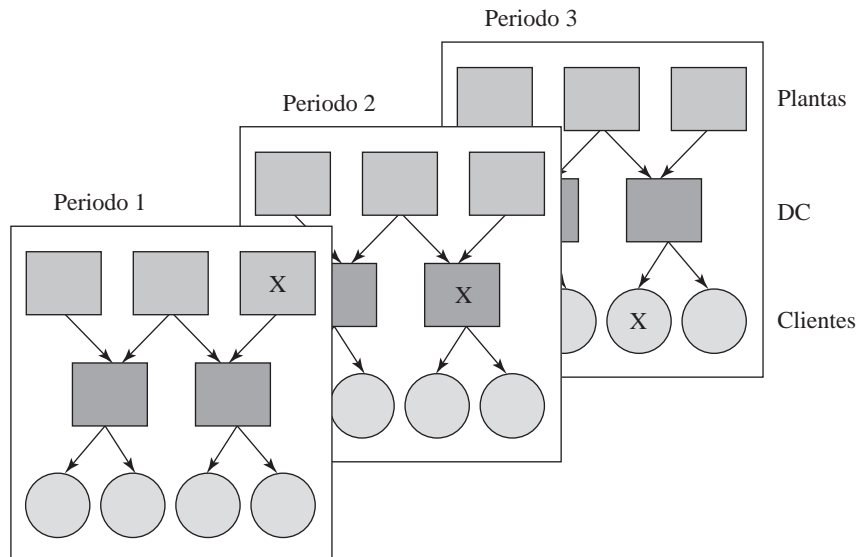 Periodo 3
Plantas
Periodo 2
DC
Periodo 1
X
X
X
Clientes